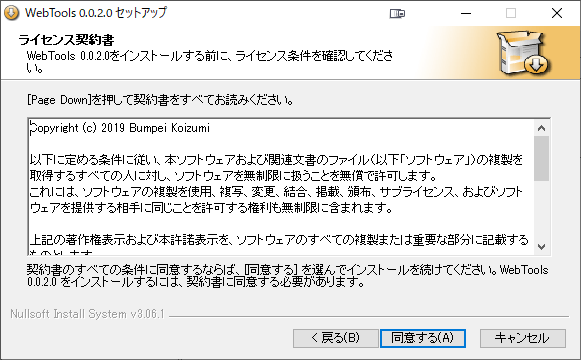 WebTools 0.0.2.0 セットアップ
ライセンス契約書
WebTools 0.0.2.0をインストールする前に、ライセンス条件を確認してくださ
い。
[Page Down]を押して契約書をすべてお読みください。
Copyright (c) 2019 Bumpei Koizumi
以下に定める条件に従い、本ソフトウェアおよび関連文書のファイル（以下「ソフトウェア」）の複製を
取得するすべての人に対し、ソフトウェアを無制限に扱うことを無償で許可します。
これには、ソフトウェアの複製を使用、複写、変更、結合、掲載、頒布、サブライセンス、およびソフト
ウェアを提供する相手に同じことを許可する権利も無制限に含まれます。
上記の著作権表示および本許諾表示を、ソフトウェアのすべての複製または重要な部分に記載する
ものとします。
契約書のすべての条件に同意するならば、[同意する] を選んでインストールを続けてください。WebTools
0.0.2.0 をインストールするには、契約書に同意する必要があります。
Nullsoft Install System v3.06.1
< 戻る(B)
同意する(A)
キャンセル